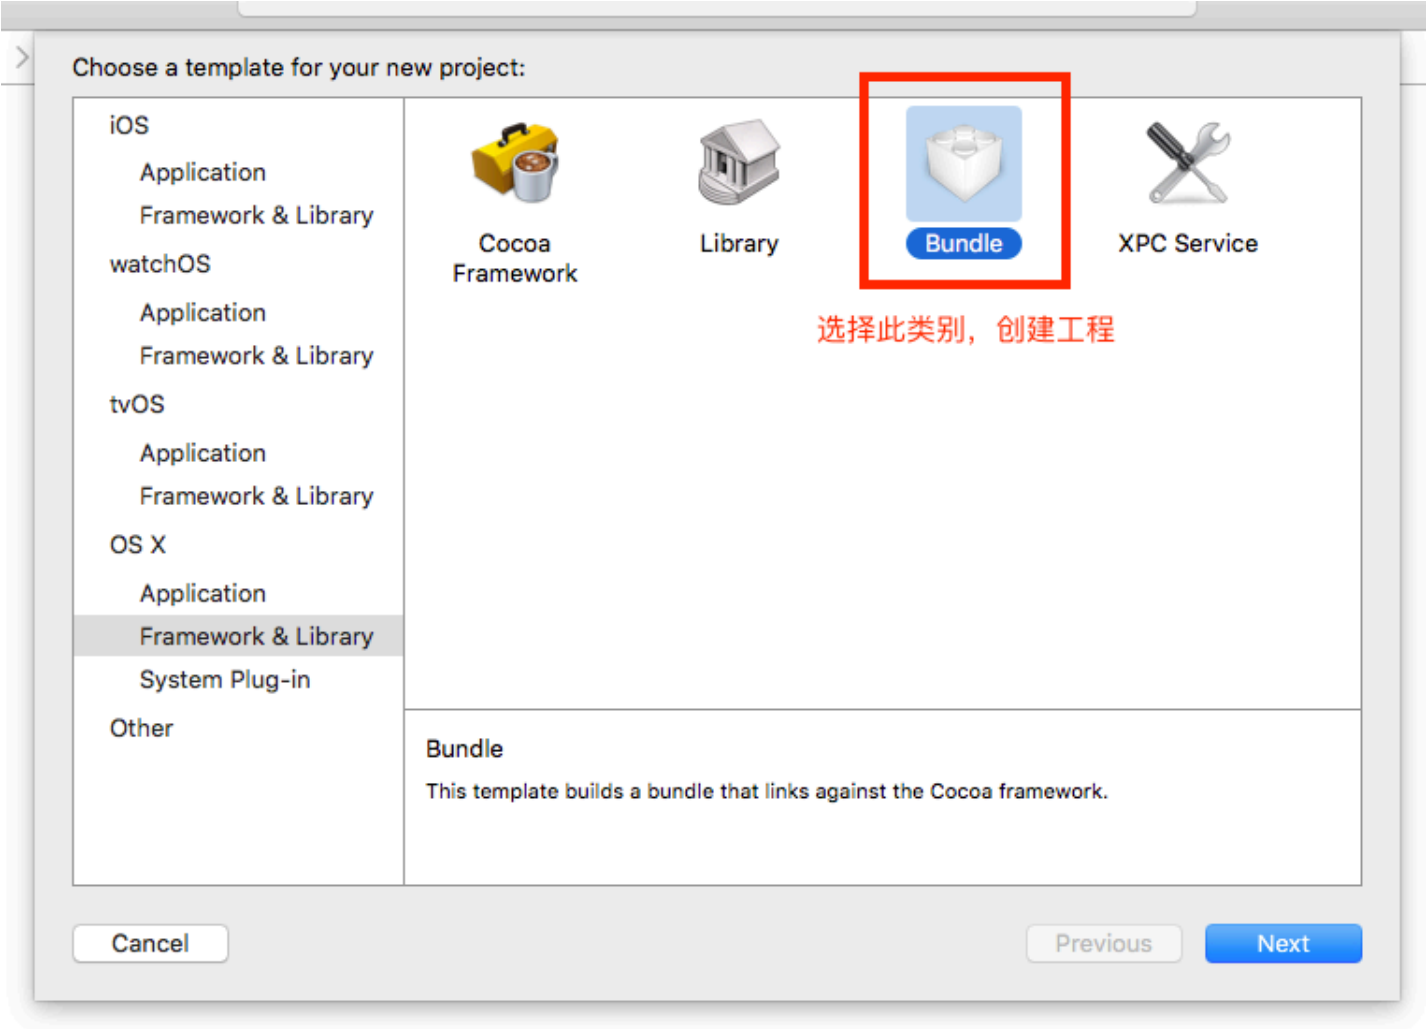 Choose a template for your new project:
iOS
Application
Framework & Library
watchOS
Application
Framework & Library
tvOS
Application
Framework & Library
OS X
Application
Framework & Library
System Plug-in
Other
Cocoa
Framework
Library
Bundle
XPC Service
选择此类别，创建工程
Bundle
This template builds a bundle that links against the Cocoa framework.
Cancel
Previous
Next